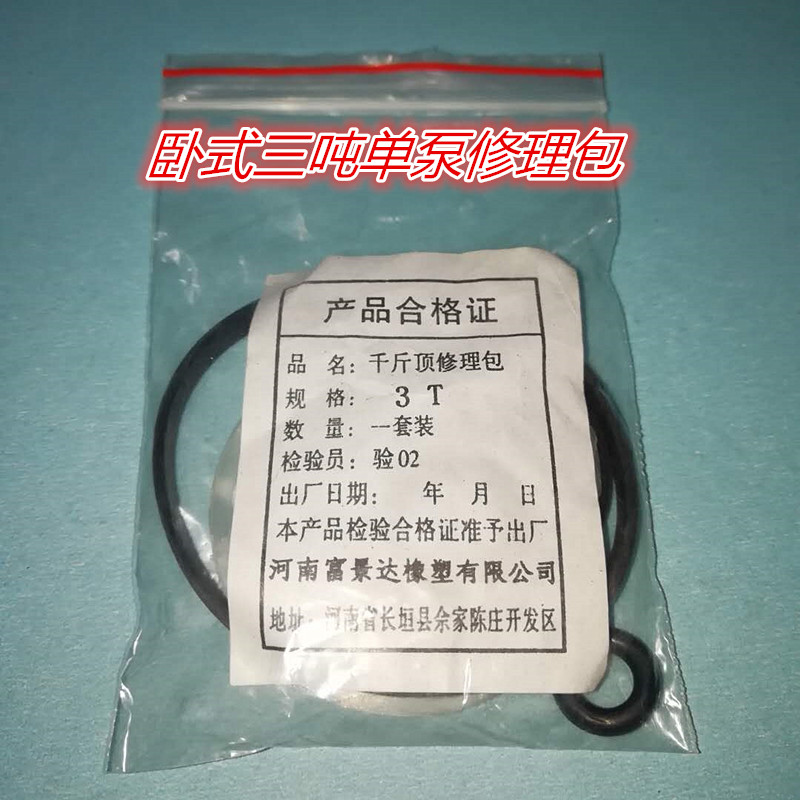 卧式三吨单泵修理包
产品合格证
品 名：千斤顶修理包
规 格： 3 T
数 量：一套装
检验员：验02
出厂日期： 年 月 日
本产品检验合格证准予出厂
河南富景达橡塑有限公司
地址：河南省长垣县余家陈庄开发区